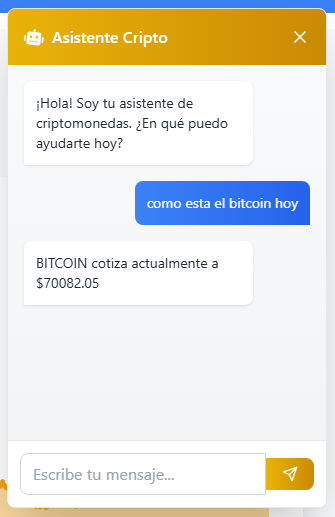 Asistente Cripto
¡Hola! Soy tu asistente de
criptomonedas. ¿En qué puedo
ayudarte hoy?
como esta el bitcoin hoy
BITCOIN cotiza actualmente a
$70082.05
Escribe tu mensaje...